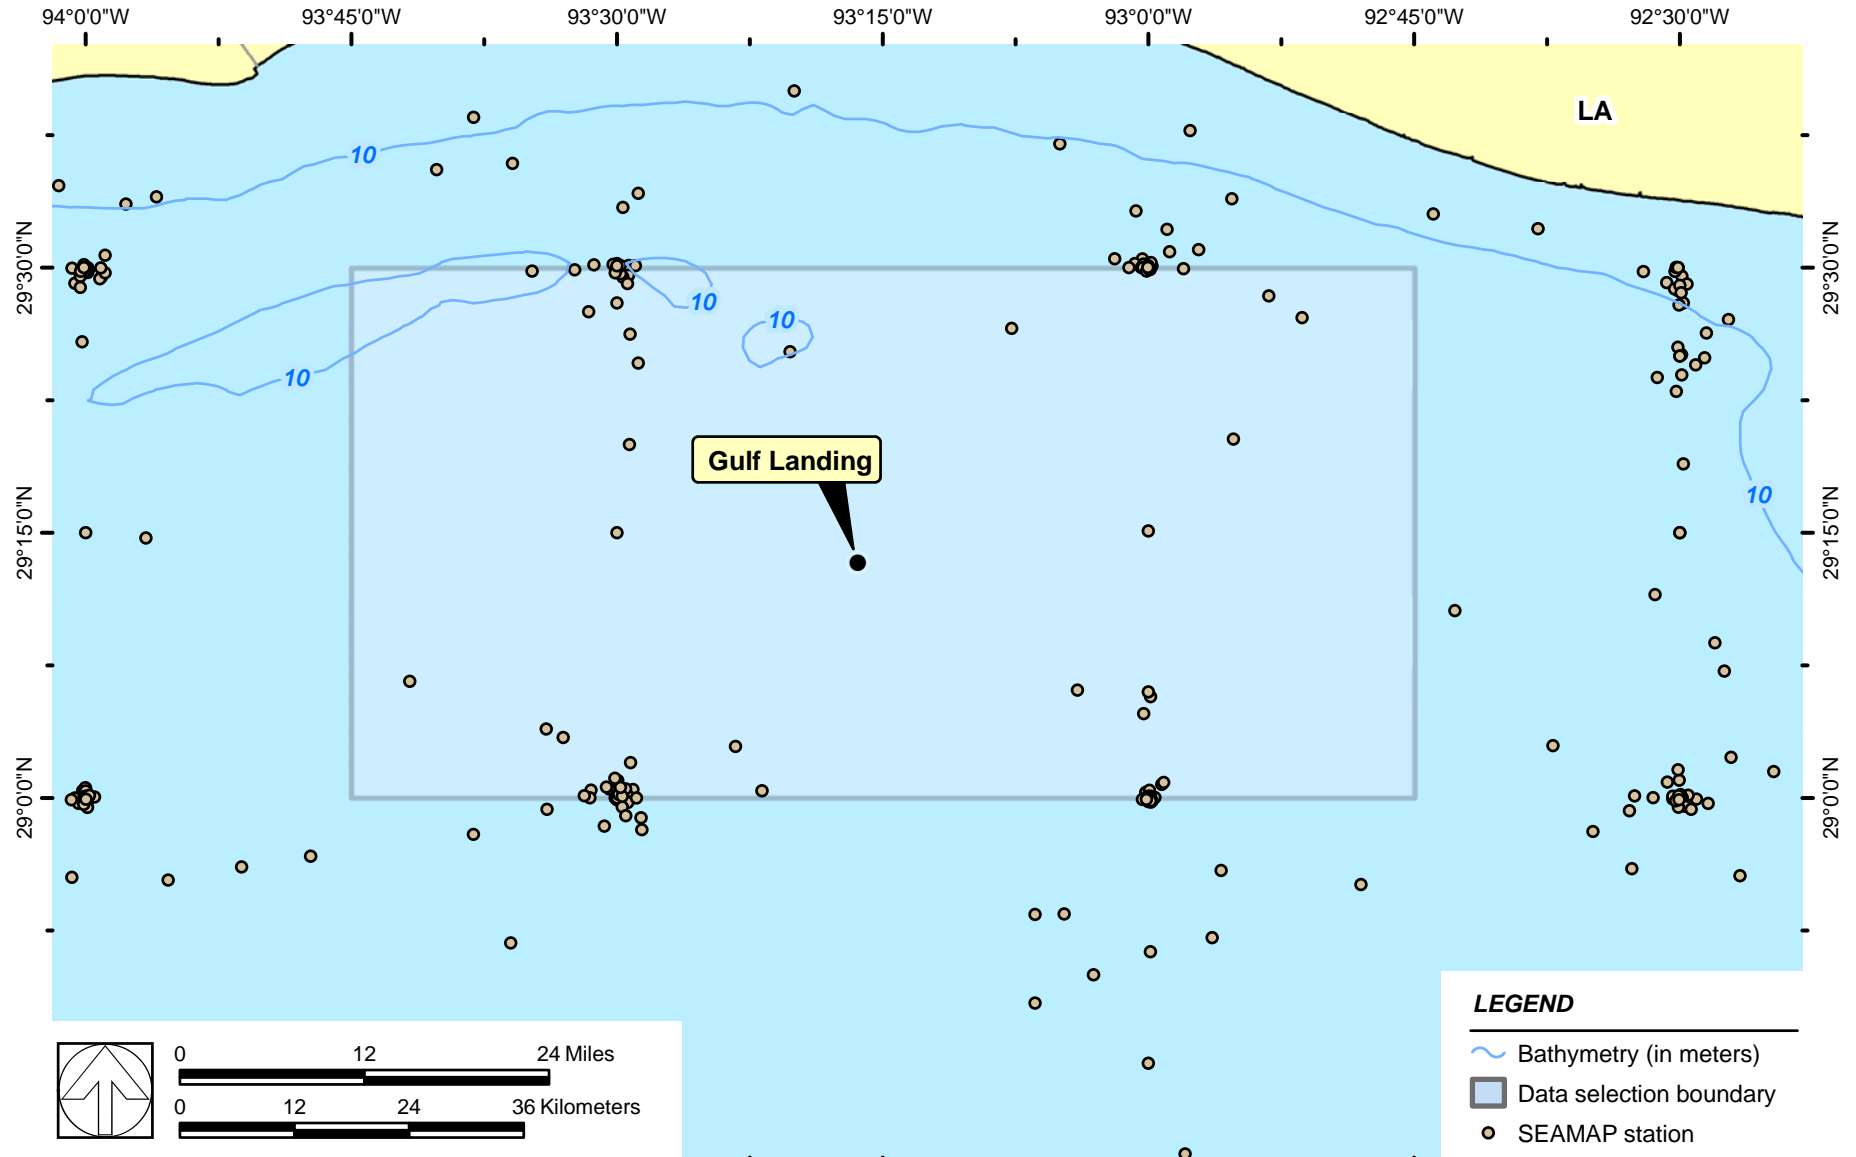 94°0'0"W 93°45'0"W 93°30'0"W 93°15'0"W 93°0'0"W 92°45'0"W 92°30'0"W
LA
10
29°30'0"N 29°30'0"N
10
10
10
Gulf Landing
10
29°15'0"N 29°15'0"N
29°0'0"N 29°0'0"N
LEGEND
Bathymetry (in meters)
Data selection boundary
SEAMAP station
0 12 24 Miles
0 12 24 36 Kilometers